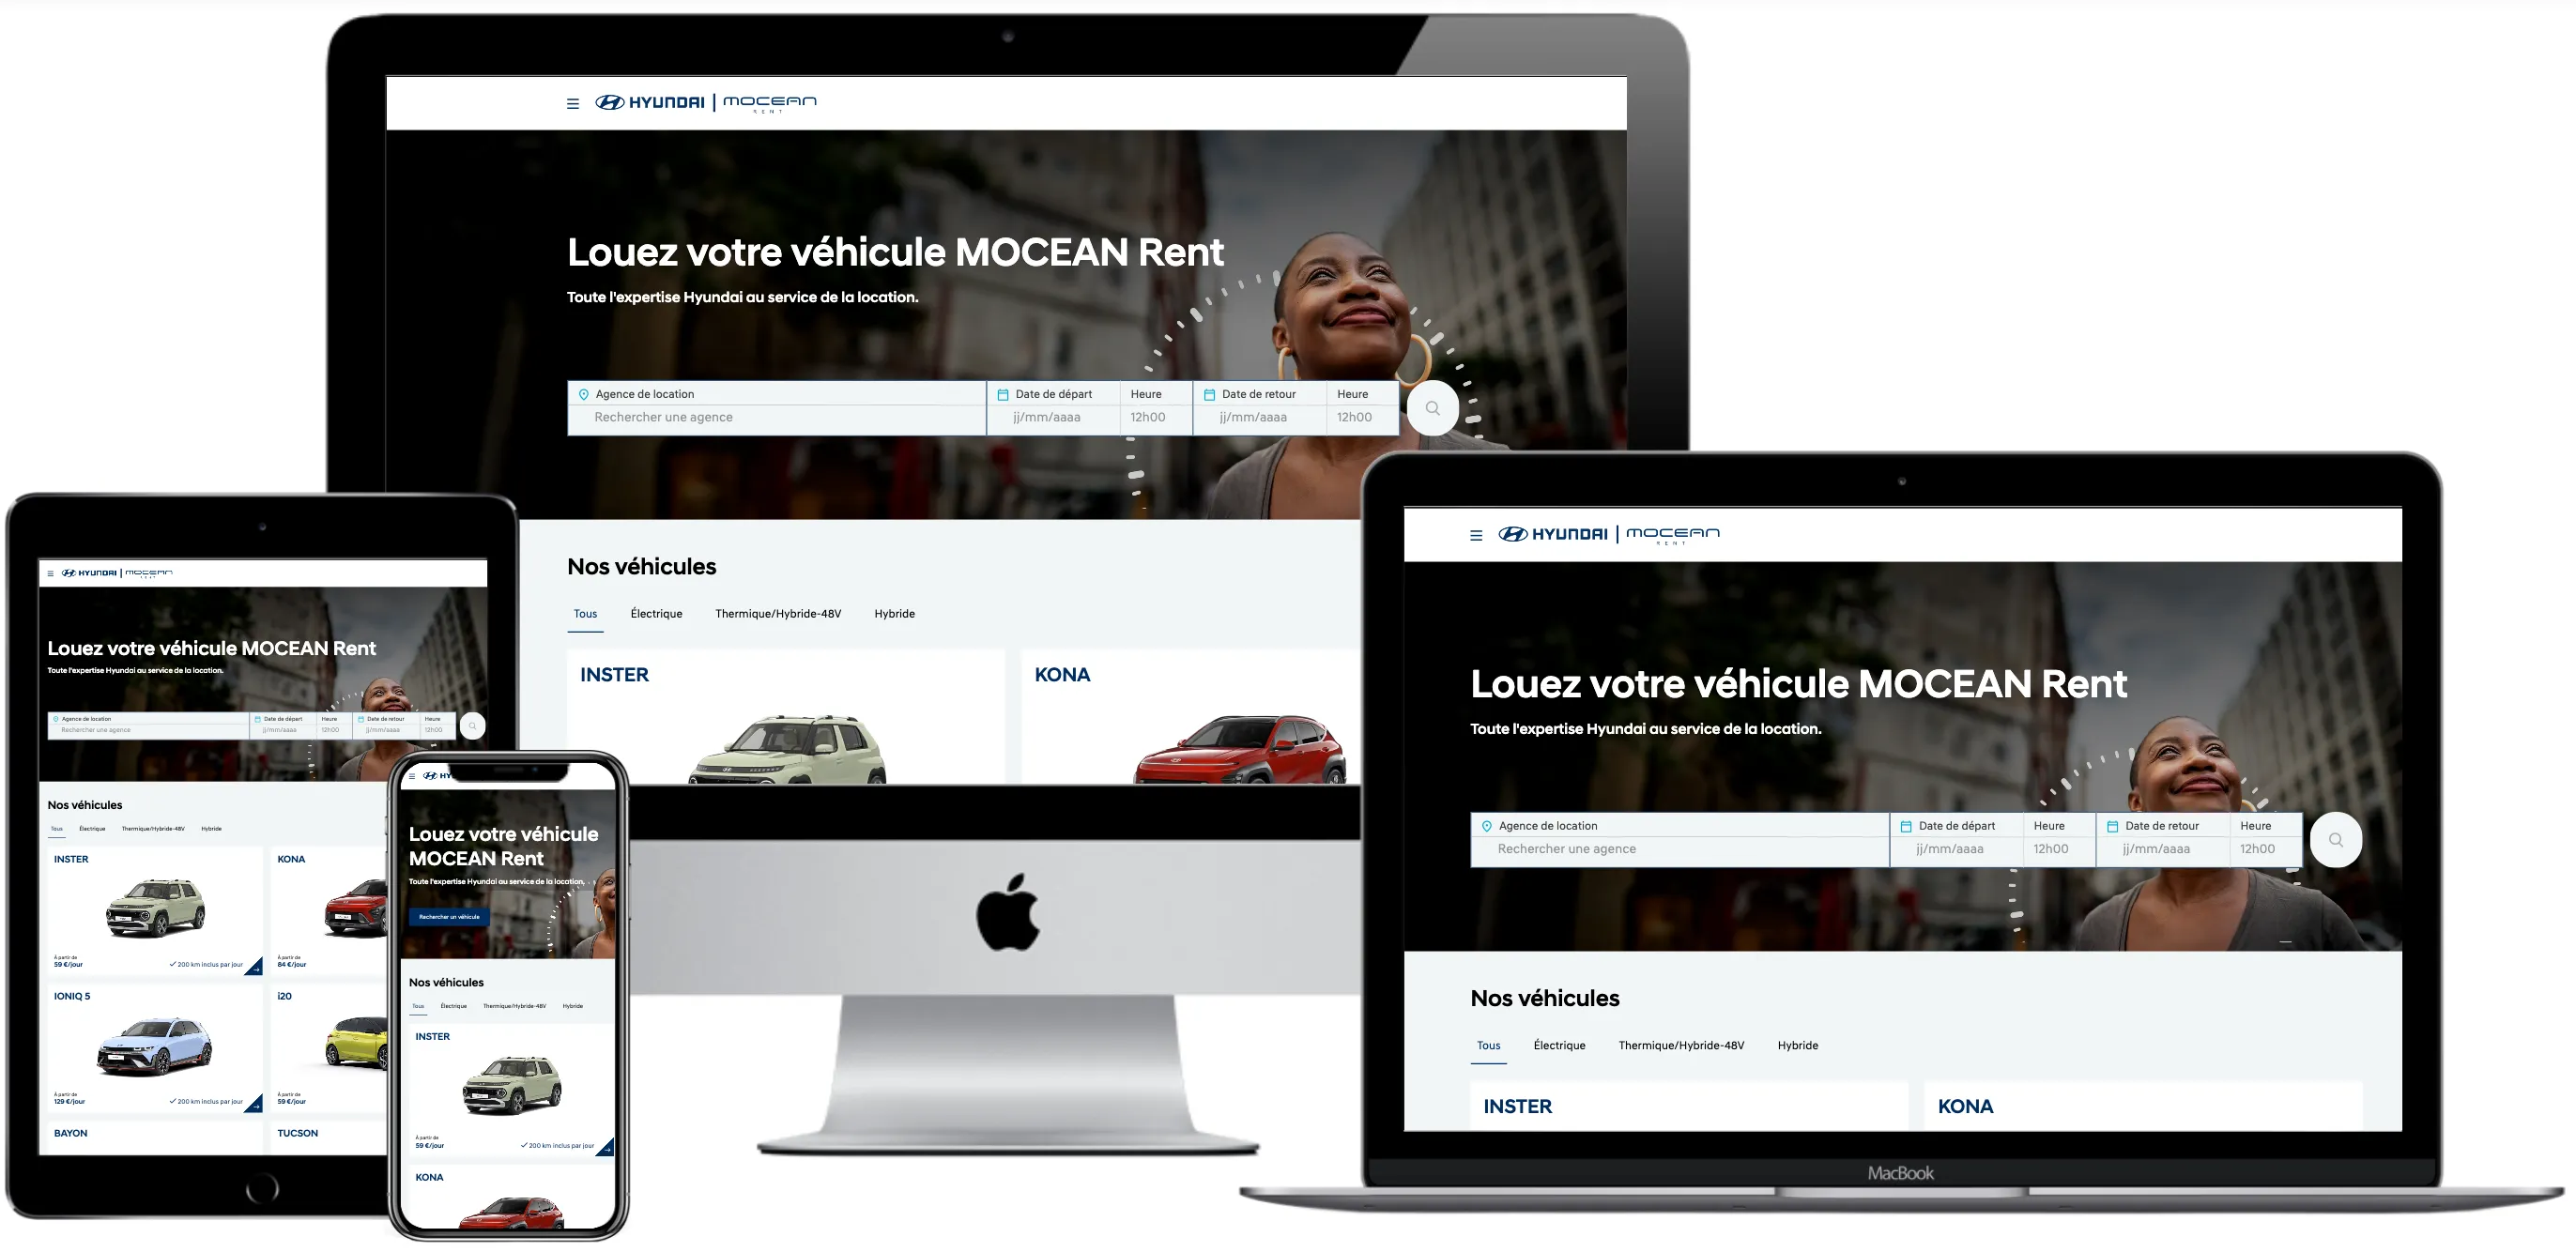 HYUNDAI | MOCEAN
RENT
Louez votre véhicule MOCEAN Rent
Toute l'expertise Hyundai au service de la location.
Agence de location
Rechercher une agence
Date de départ
jj/mm/aaaa
Heure
12h00
Date de retour
jj/mm/aaaa
Heure
12h00
Nos véhicules
Tous Électrique Thermique/Hybride-48V Hybride
INSTER
KONA
HYUNDAI | MOCEAN
RENT
Louez votre véhicule MOCEAN Rent
Toute l'expertise Hyundai au service de la location.
Agence de location
Rechercher une agence
Date de départ
jj/mm/aaaa
Heure
12h00
Date de retour
jj/mm/aaaa
Heure
12h00
Nos véhicules
Tous Électrique Thermique/Hybride-48V Hybride
INSTER
À partir de
59 €/jour
200 km inclus par jour
KONA
À partir de
84 €/jour
IONIQ 5
À partir de
129 €/jour
200 km inclus par jour
i20
À partir de
59 €/jour
BAYON
TUCSON
HY
Louez votre véhicule
MOCEAN Rent
Toute l'expertise Hyundai au service de la location.
Rechercher un véhicule
Nos véhicules
Tous Électrique Thermique/Hybride-48V Hybride
INSTER
À partir de
59 €/jour
200 km inclus par jour
KONA
HYUNDAI | MOCEAN
RENT
Louez votre véhicule MOCEAN Rent
Toute l'expertise Hyundai au service de la location.
Agence de location
Rechercher une agence
Date de départ
jj/mm/aaaa
Heure
12h00
Date de retour
jj/mm/aaaa
Heure
12h00
Nos véhicules
Tous Électrique Thermique/Hybride-48V Hybride
INSTER
KONA
MacBook